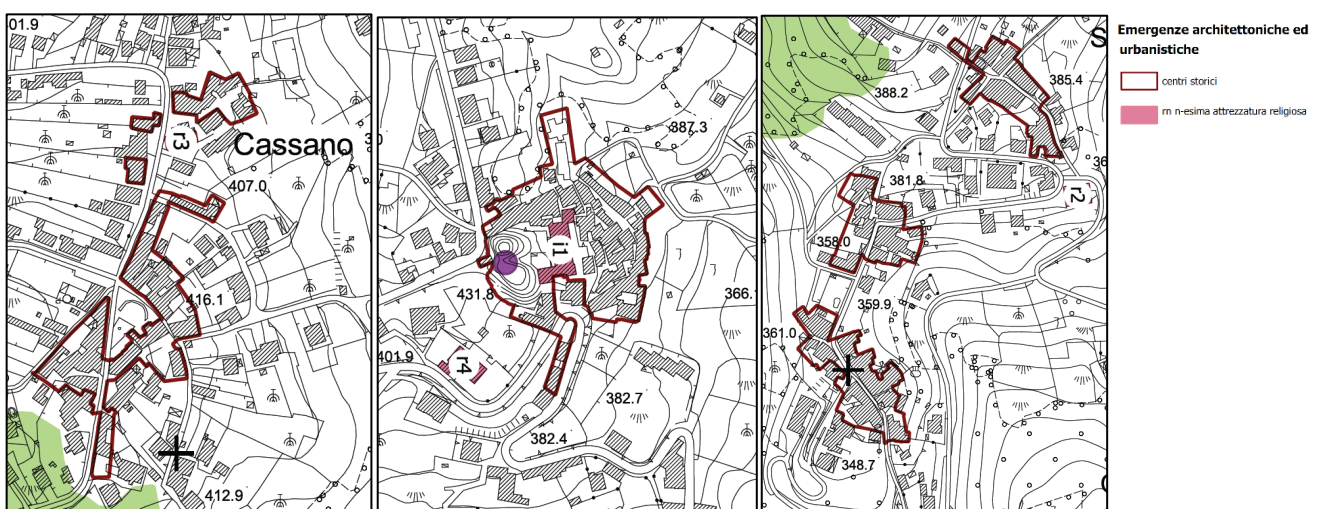 01.9
r3
Cassano
407.0
416.1
412.9
387.3
i1
431.8
366.
401.9
r4
382.7
382.4
S
388.2
385.4
381.8
36
r2
358.0
359.9
361.0
348.7
Emergenze architettoniche ed
urbanistiche
centri storici
rn n-esima attrezzatura religiosa